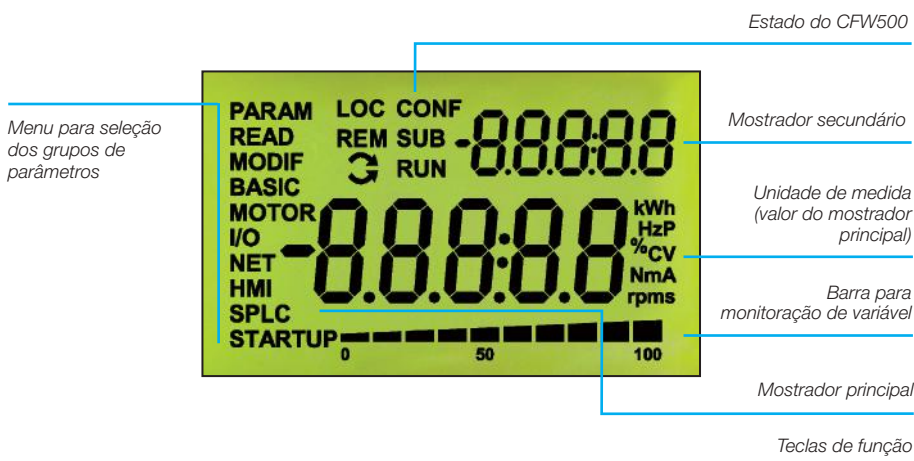 Estado do CFW500
Menu para seleção
dos grupos de
parâmetros
PARAM
READ
MODIF
BASIC
MOTOR
I/O
NET
HMI
SPLC
STARTUP
LOC CONF
REM SUB
RUN
-8.8.8:8.8
-8.8.8:8.8
kWh
HzP
%CV
NmA
rpms
0 50 100
Mostrador secundário
Unidade de medida
(valor do mostrador
principal)
Barra para
monitoração de variável
Mostrador principal
Teclas de função